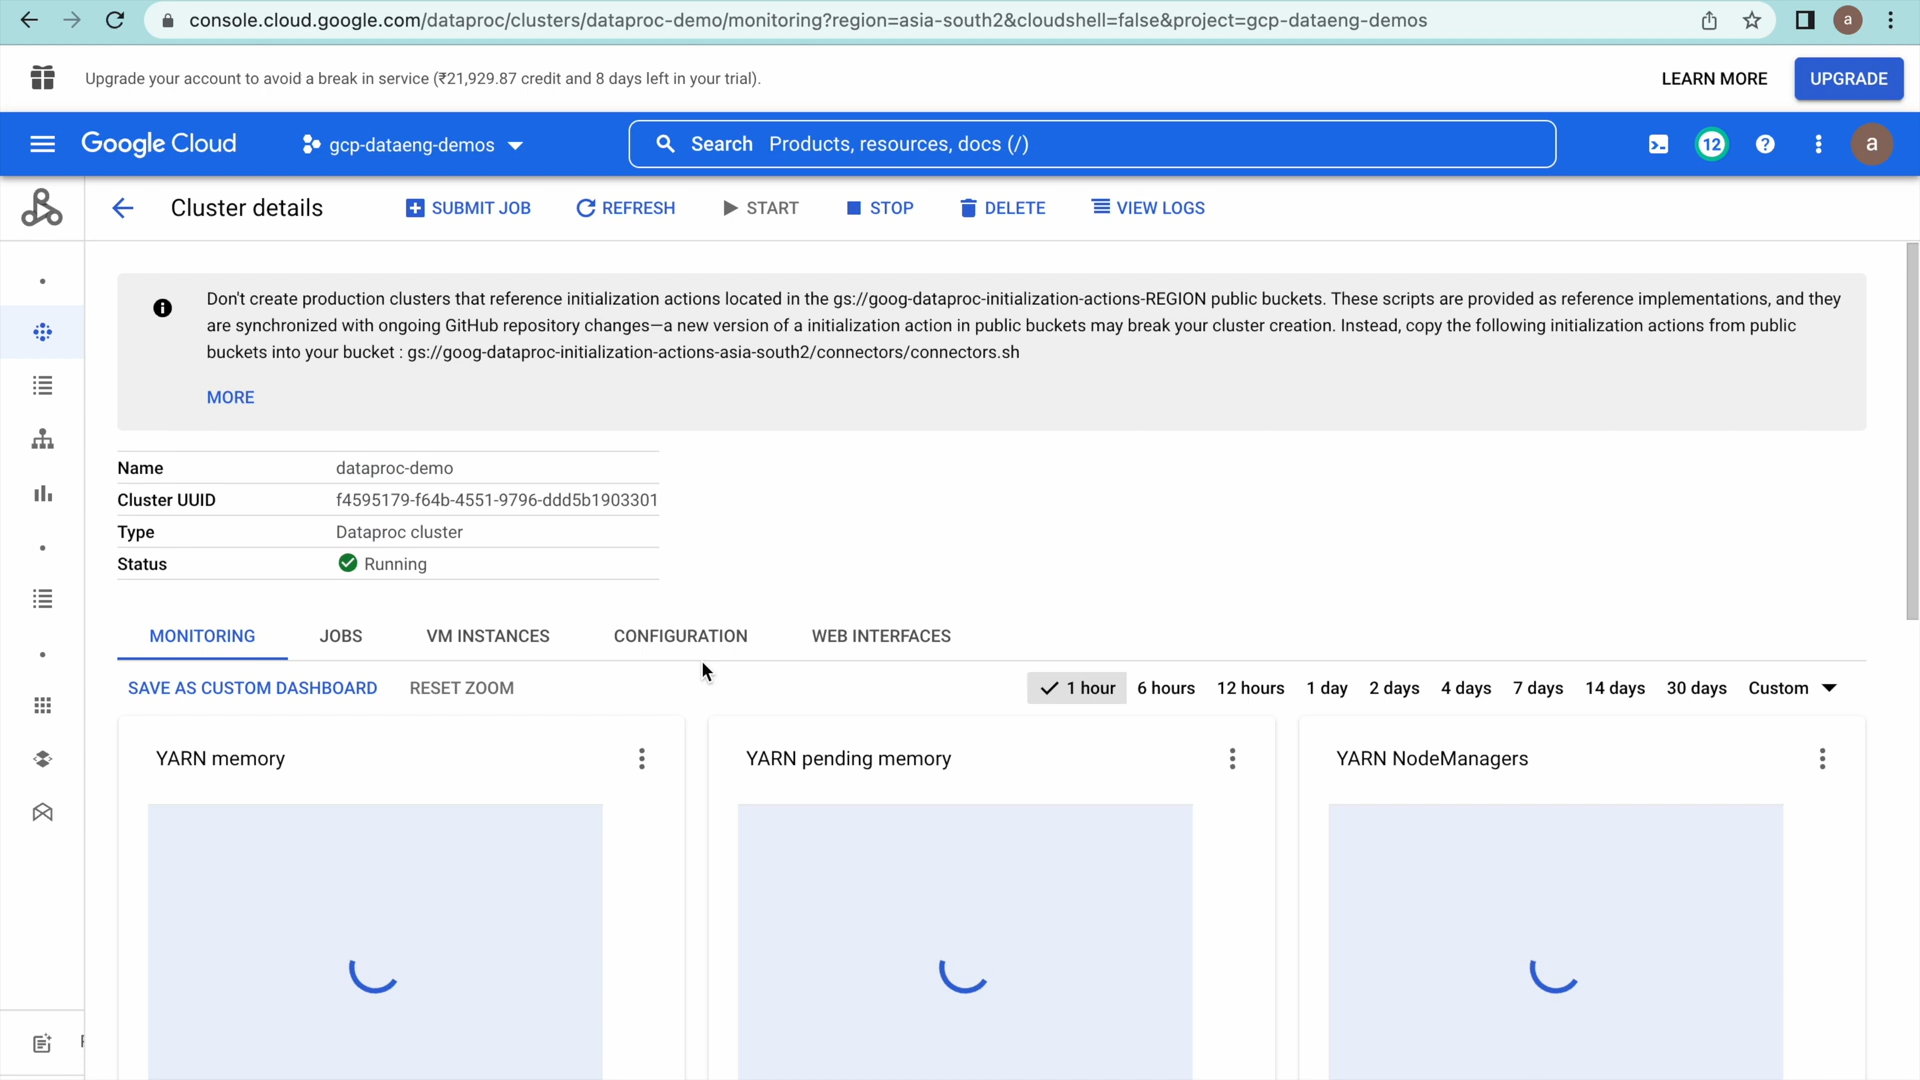 console.cloud.google.com/dataproc/clusters/dataproc-demo/monitoring?region=asia-south2&cloudshell=false&project=gcp-dataeng-demos
a
Upgrade your account to avoid a break in service (₹21,929.87 credit and 8 days left in your trial).
LEARN MORE
UPGRADE
Google Cloud
gcp-dataeng-demos
Search Products, resources, docs (/)
12
?
a
Cluster details
SUBMIT JOB
REFRESH
START
STOP
DELETE
VIEW LOGS
Don't create production clusters that reference initialization actions located in the gs://goog-dataproc-initialization-actions-REGION public buckets. These scripts are provided as reference implementations, and they
are synchronized with ongoing GitHub repository changes—a new version of a initialization action in public buckets may break your cluster creation. Instead, copy the following initialization actions from public
buckets into your bucket : gs://goog-dataproc-initialization-actions-asia-south2/connectors/connectors.sh
MORE
Name dataproc-demo
Cluster UUID f4595179-f64b-4551-9796-ddd5b1903301
Type Dataproc cluster
Status Running
MONITORING
JOBS
VM INSTANCES
CONFIGURATION
WEB INTERFACES
SAVE AS CUSTOM DASHBOARD
RESET ZOOM
1 hour
6 hours
12 hours
1 day
2 days
4 days
7 days
14 days
30 days
Custom
YARN memory
YARN pending memory
YARN NodeManagers